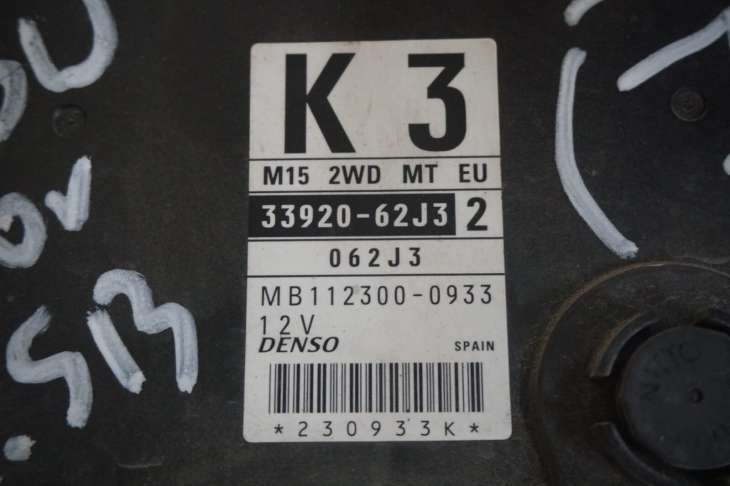 K 3
M15 2WD MT EU
33920-62J3 2
062J3
MB112300-0933
12V
DENSO SPAIN
*230933K*